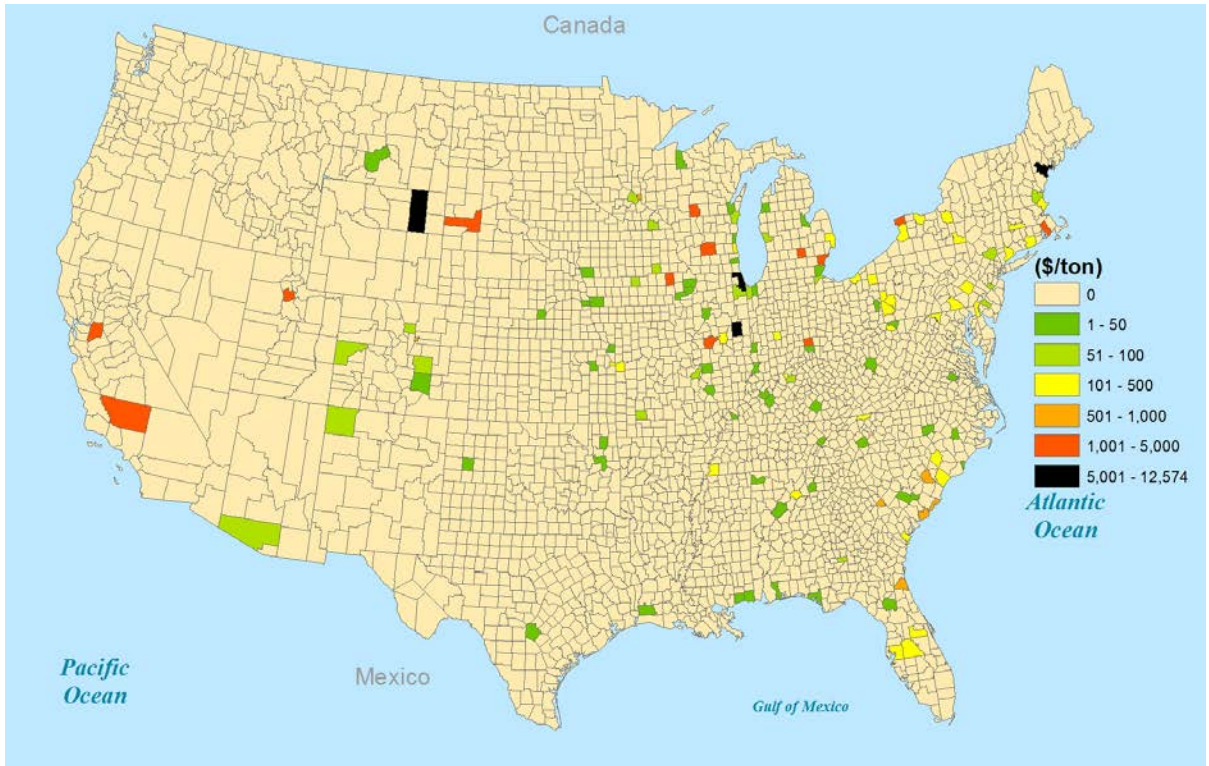 Canada
($/ton)
0
1 - 50
51 - 100
101 - 500
501 - 1,000
1,001 - 5,000
5,001 - 12,574
Atlantic
Ocean
Pacific
Ocean
Mexico
Gulf of Mexico